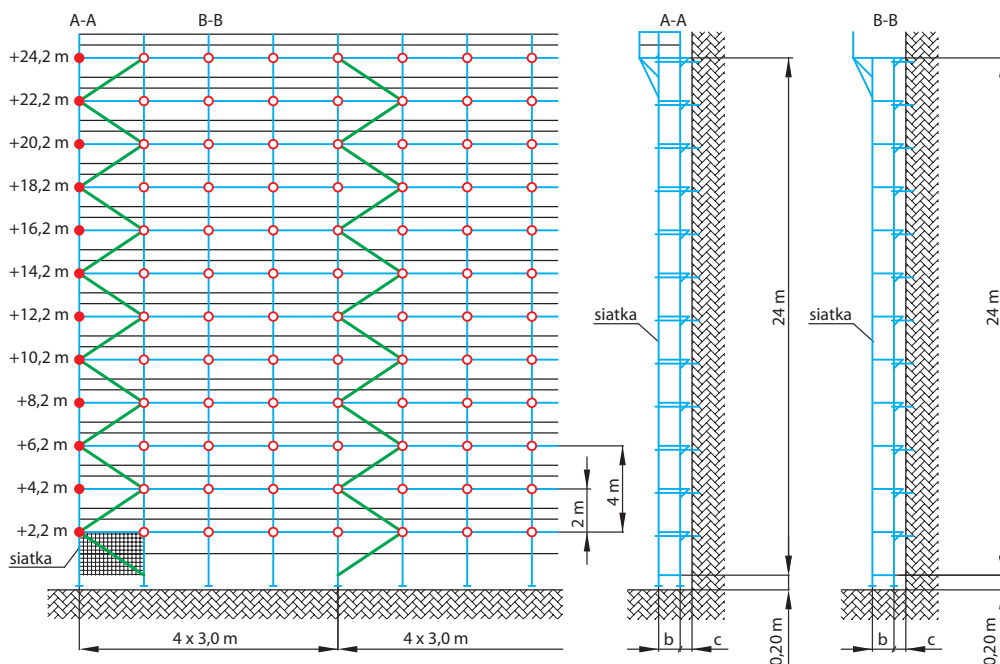 A-A
B-B
+24,2 m
+22,2 m
+20,2 m
+18,2 m
+16,2 m
+14,2 m
+12,2 m
+10,2 m
+8,2 m
+6,2 m
+4,2 m
+2,2 m
siatka
4 x 3,0 m
4 x 3,0 m
2 m
4 m
A-A
siatka
24 m
b
c
0,20 m
B-B
siatka
24 m
b
c
0,20 m